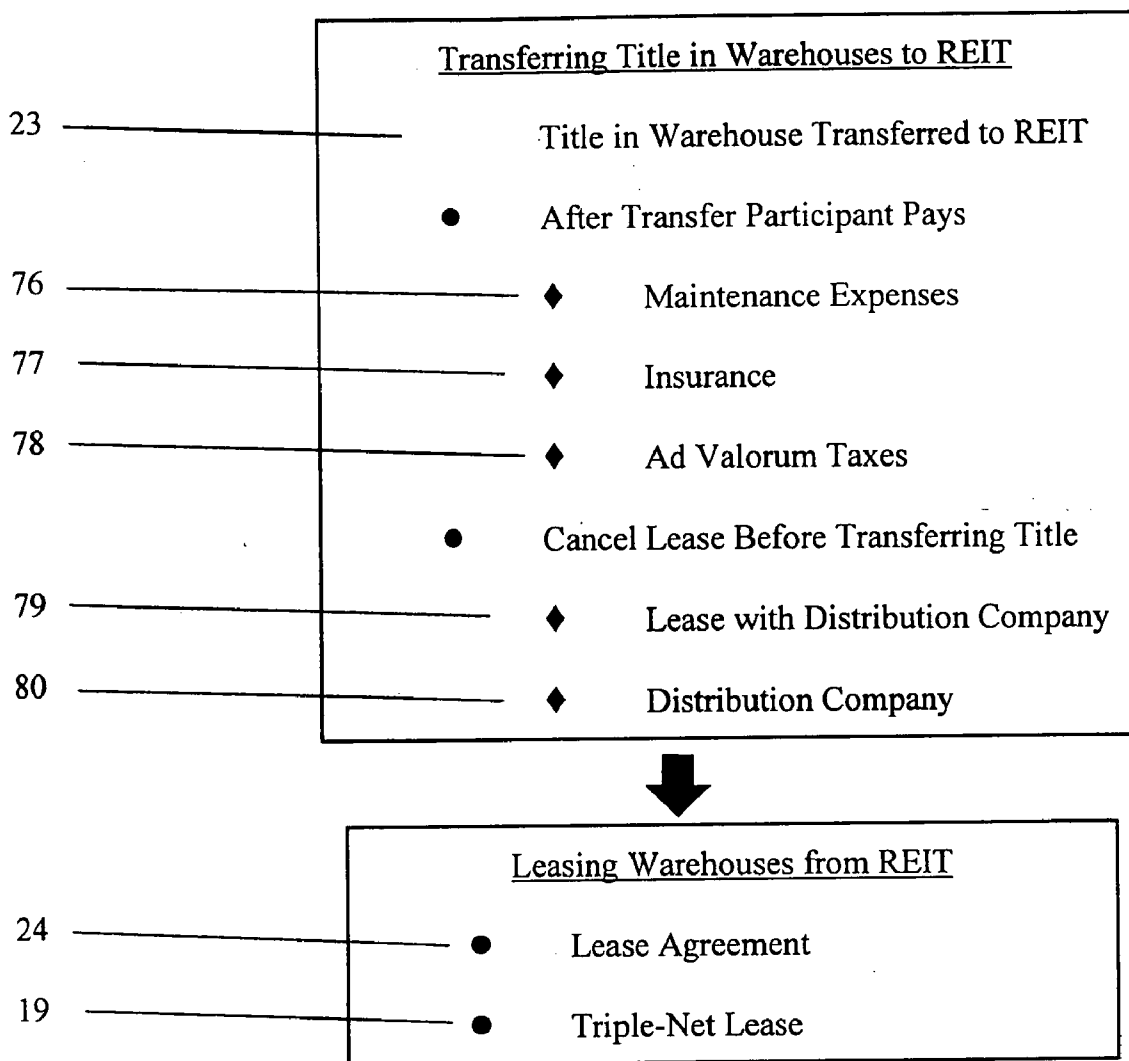 Transferring Title in Warehouses to REIT
23 Title in Warehouse Transferred to REIT
● After Transfer Participant Pays
76 ♦ Maintenance Expenses
77 ♦ Insurance
78 ♦ Ad Valorum Taxes
● Cancel Lease Before Transferring Title
79 ♦ Lease with Distribution Company
80 ♦ Distribution Company
Leasing Warehouses from REIT
24 ● Lease Agreement
19 ● Triple-Net Lease